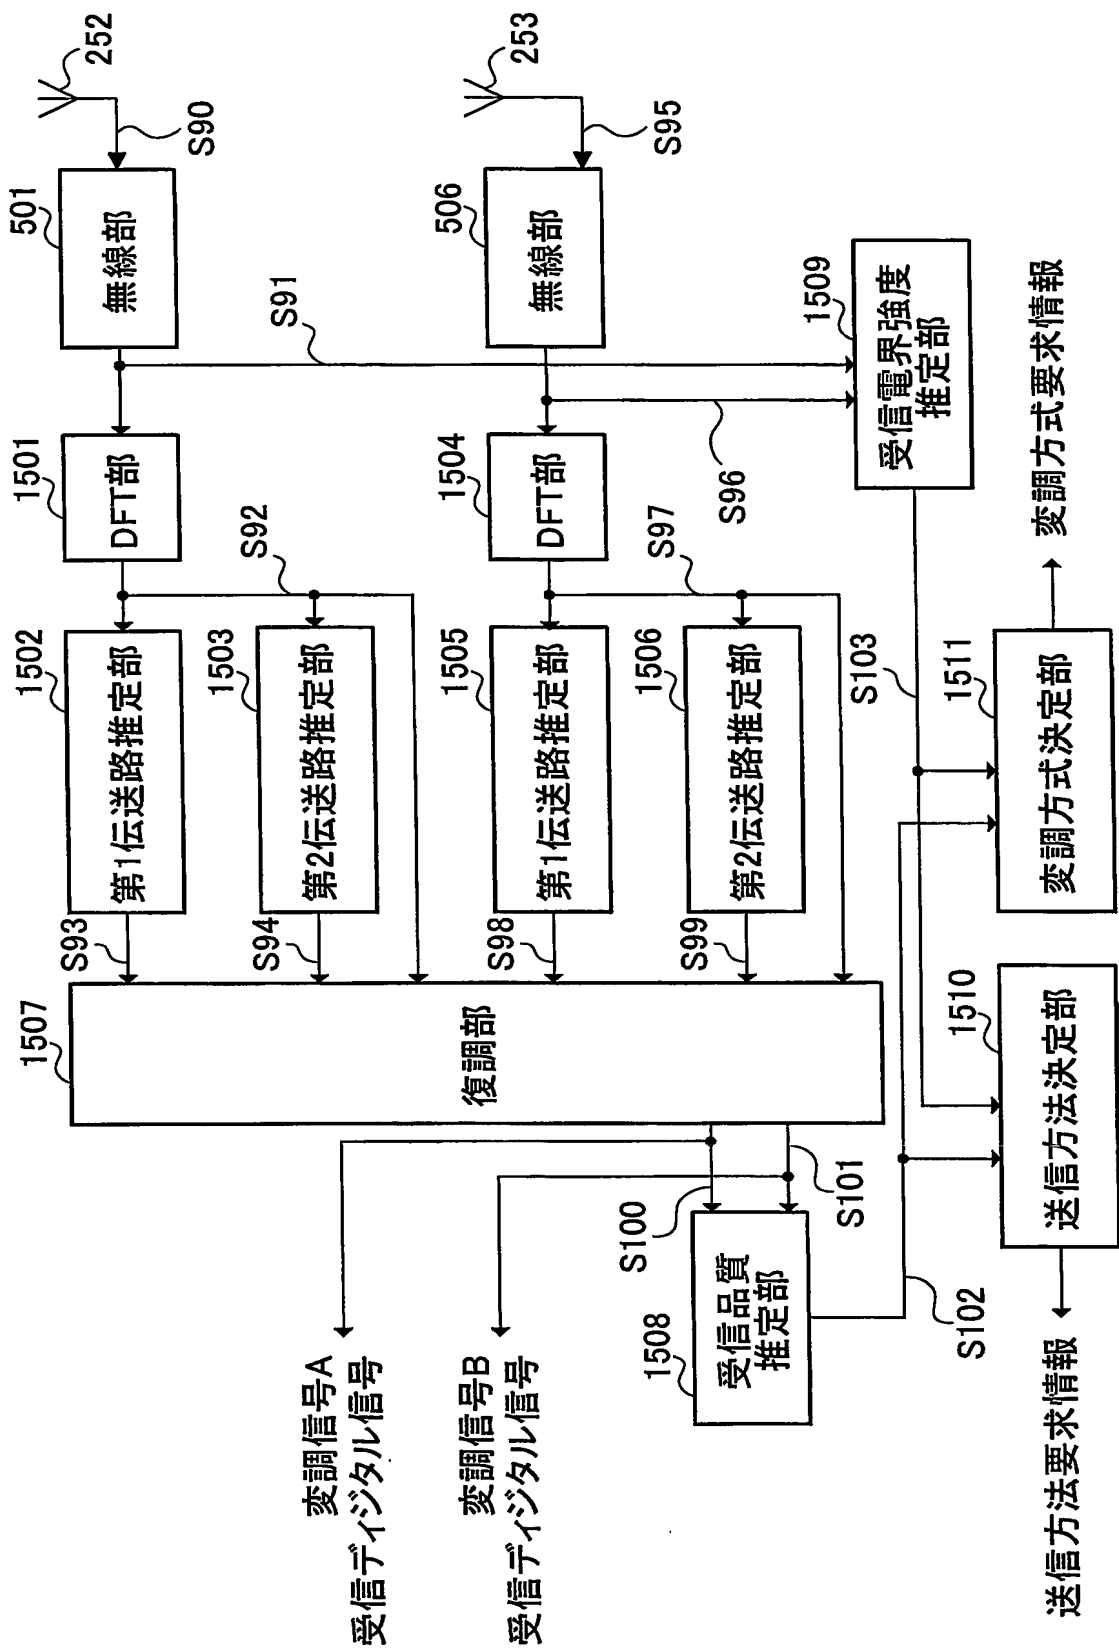 252
S90
501
無線部
S91
1501
DFT部
S92
1502
第1伝送路推定部
1503
第2伝送路推定部
S93
S94
253
S95
506
無線部
S96
1504
DFT部
S97
1505
第1伝送路推定部
1506
第2伝送路推定部
S98
S99
1507
復調部
S100
S101
変調信号A
受信ディジタル信号
変調信号B
受信ディジタル信号
1508
受信品質
推定部
S102
1509
受信電界強度
推定部
S103
1511
変調方式決定部
変調方式要求情報
1510
送信方法決定部
送信方法要求情報